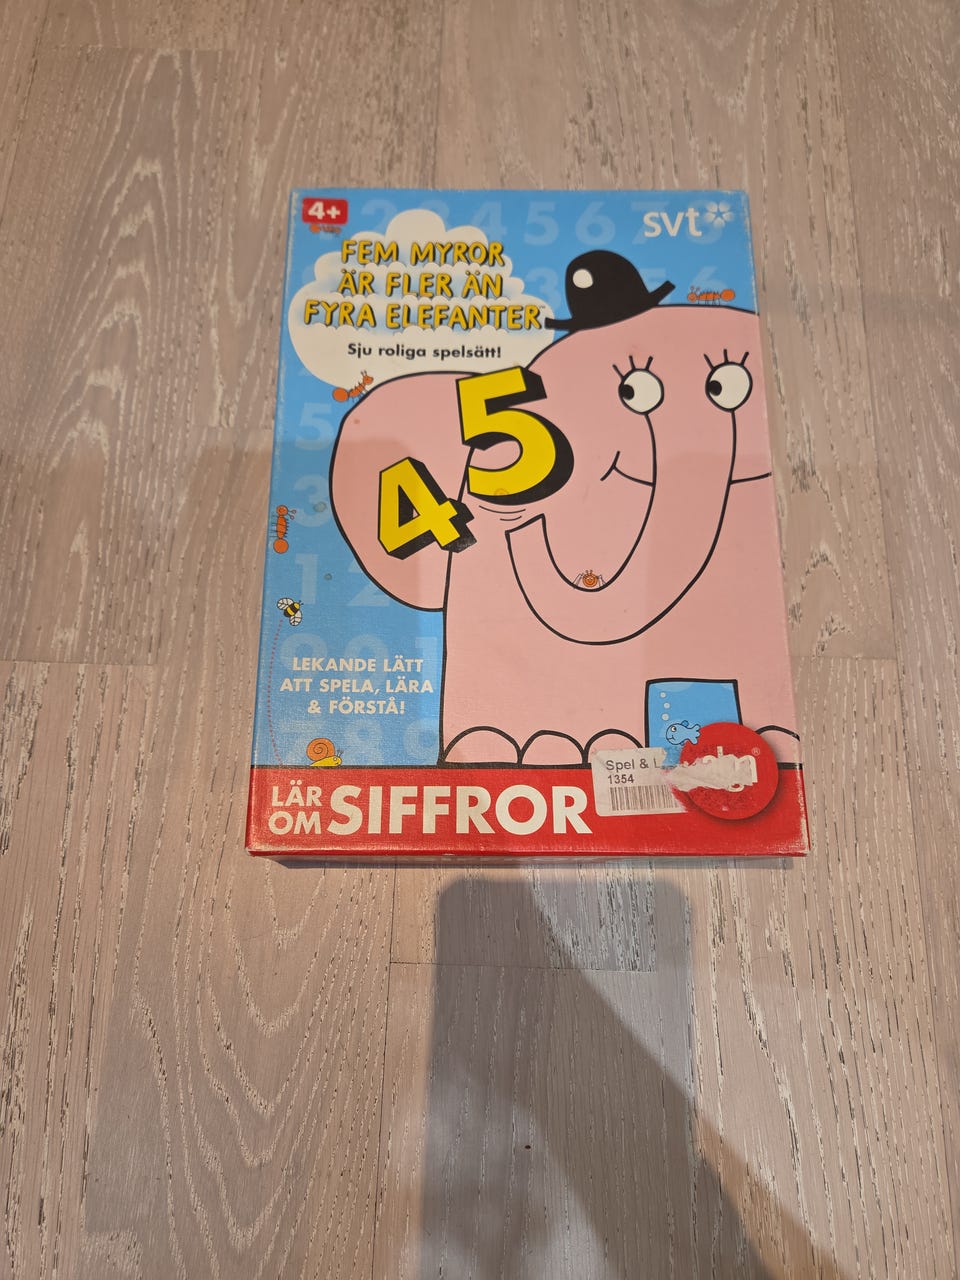 4+
svt
FEM MYROR
ÄR FLER ÄN
FYRA ELEFANTER™
Sju roliga spelsätt!
4 5
LEKANDE LÄTT
ATT SPELA, LÄRA
& FÖRSTÅ!
LÄR
OM
SIFFROR
Spel &
1354